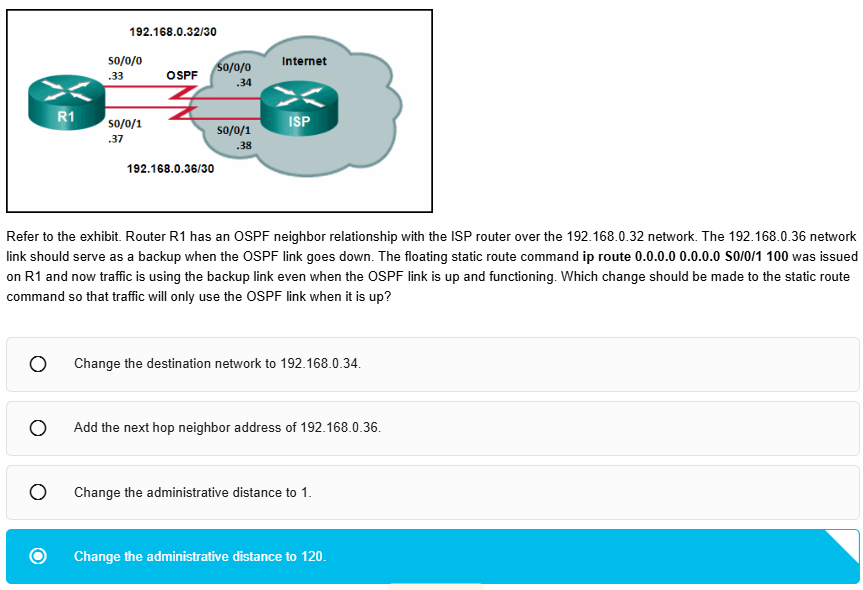 192.168.0.32/30
S0/0/0
.33
OSPF
S0/0/0
.34
Internet
R1
ISP
S0/0/1
.37
S0/0/1
.38
192.168.0.36/30
Refer to the exhibit. Router R1 has an OSPF neighbor relationship with the ISP router over the 192.168.0.32 network. The 192.168.0.36 network
link should serve as a backup when the OSPF link goes down. The floating static route command ip route 0.0.0.0 0.0.0.0 S0/0/1 100 was issued
on R1 and now traffic is using the backup link even when the OSPF link is up and functioning. Which change should be made to the static route
command so that traffic will only use the OSPF link when it is up?
Change the destination network to 192.168.0.34.
Add the next hop neighbor address of 192.168.0.36.
Change the administrative distance to 1.
Change the administrative distance to 120.